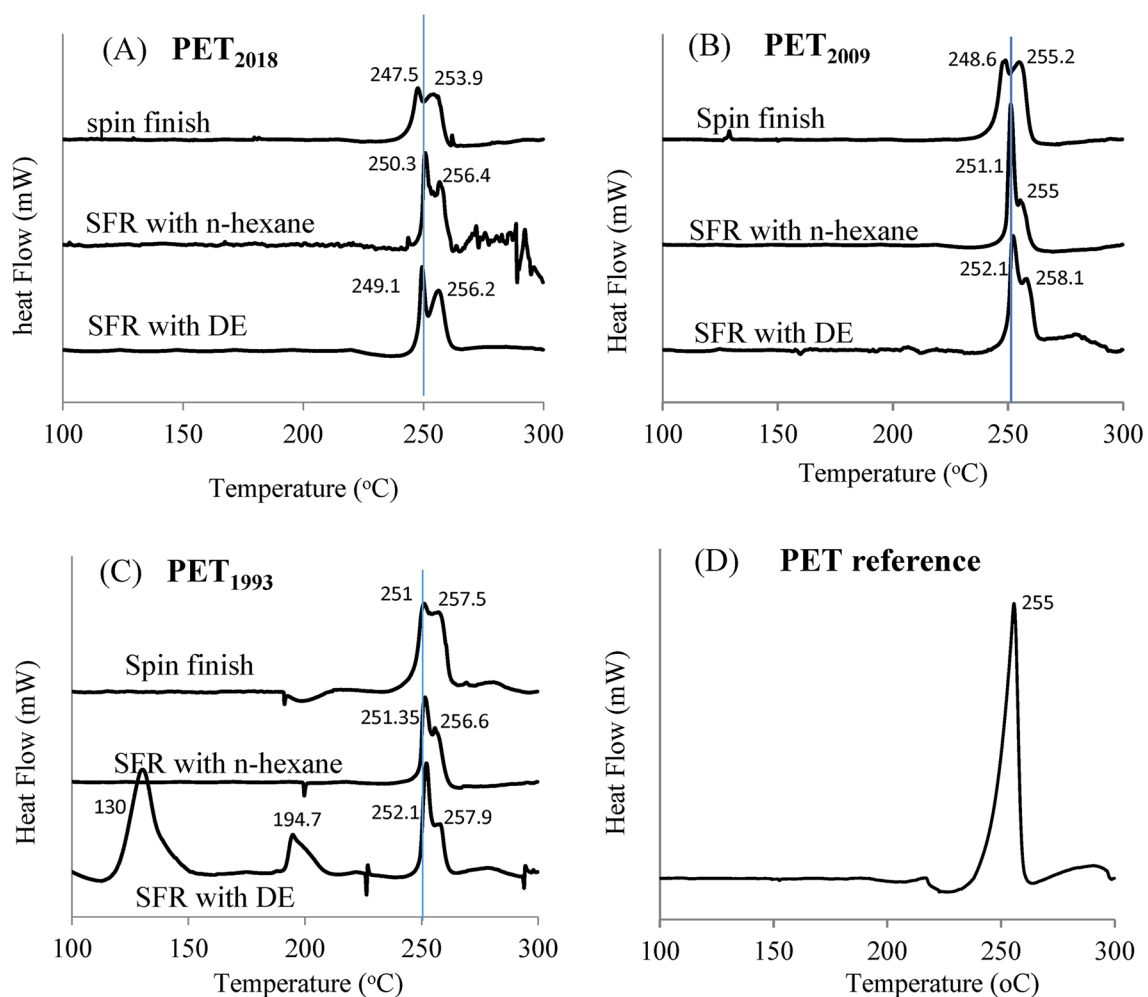 (A) PET2018
247.5 253.9
spin finish
250.3 256.4
SFR with n-hexane
249.1 256.2
SFR with DE
heat Flow (mW)
100 150 200 250 300
Temperature (oC)
(B) PET2009
248.6 255.2
Spin finish
251.1 255
SFR with n-hexane
252.1 258.1
SFR with DE
Heat Flow (mW)
100 150 200 250 300
Temperature (oC)
(C) PET1993
251 257.5
Spin finish
251.35 256.6
SFR with n-hexane
130 194.7 252.1 257.9
SFR with DE
Heat Flow (mW)
100 150 200 250 300
Temperature (oC)
(D) PET reference
255
Heat Flow (mW)
100 150 200 250 300
Temperature (oC)